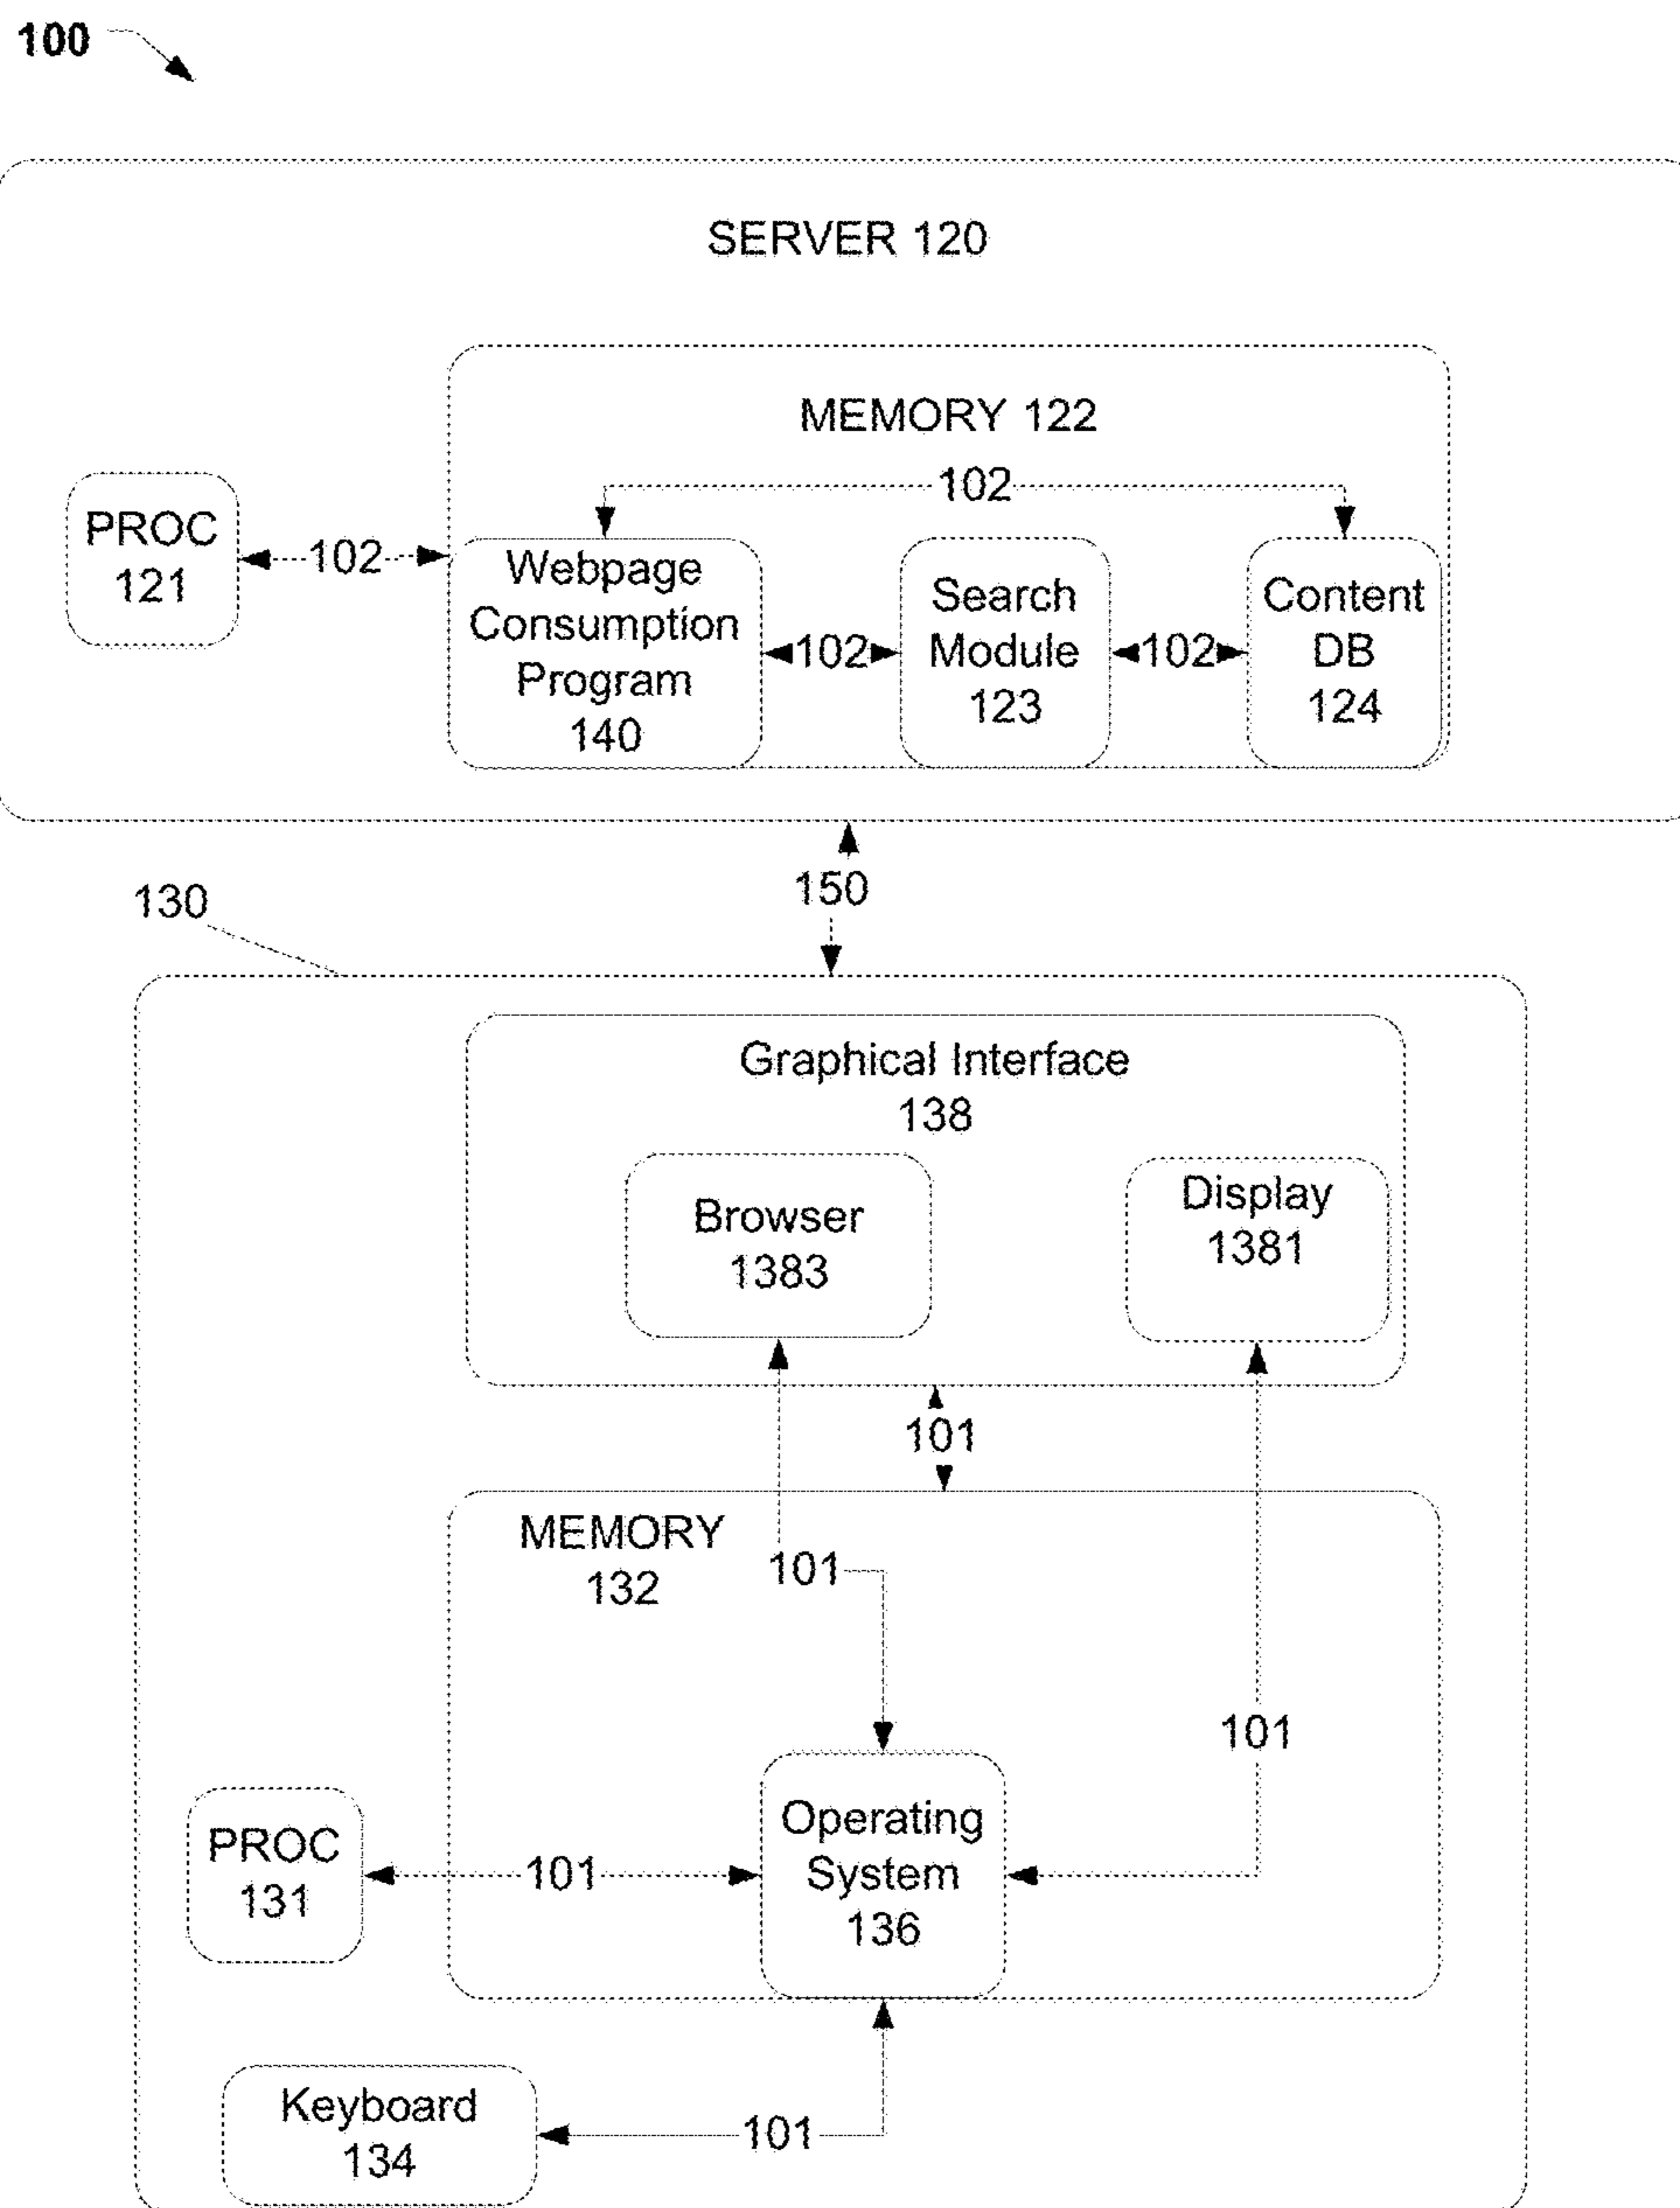 100
SERVER 120
MEMORY 122
102
PROC
121
102
Webpage
Consumption
Program
140
102
Search
Module
123
102
Content
DB
124
150
130
Graphical Interface
138
Browser
1383
Display
1381
101
MEMORY
132
101
101
PROC
131
101
Operating
System
136
Keyboard
134
101